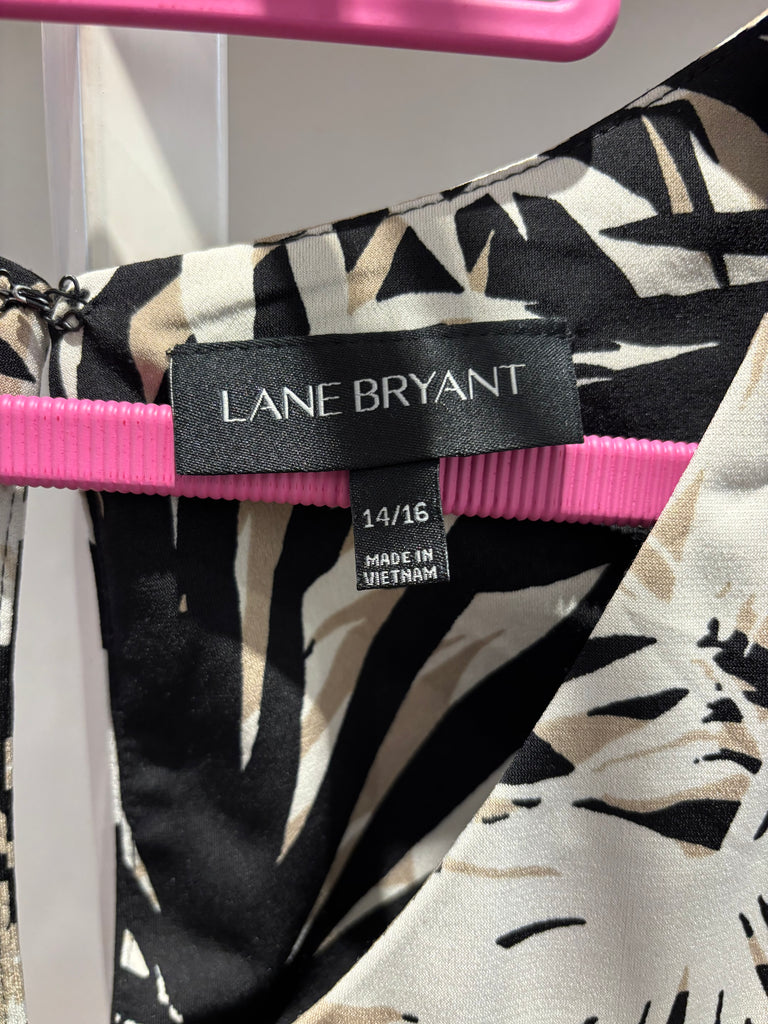 LANE BRYANT
14/16
MADE IN
VIETNAM